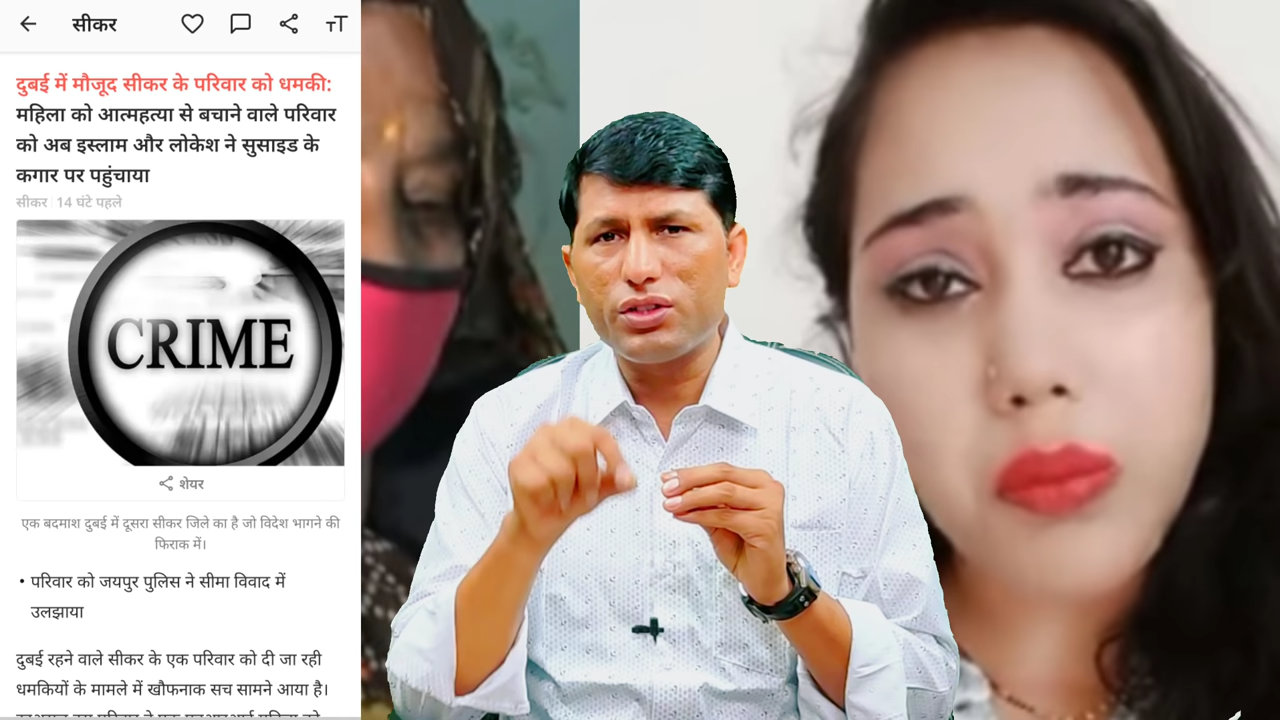 सीकर
दुबई में मौजूद सीकर के परिवार को धमकी:
महिला को आत्महत्या से बचाने वाले परिवार
को अब इस्लाम और लोकेश ने सुसाइड के
कगार पर पहुंचाया
सीकर 14 घंटे पहले
CRIME
शेयर
एक बदमाश दुबई में दूसरा सीकर जिले का है जो विदेश भागने की
फिराक में।
• परिवार को जयपुर पुलिस ने सीमा विवाद में
उलझाया
दुबई रहने वाले सीकर के एक परिवार को दी जा रही
धमकियों के मामले में खौफनाक सच सामने आया है।